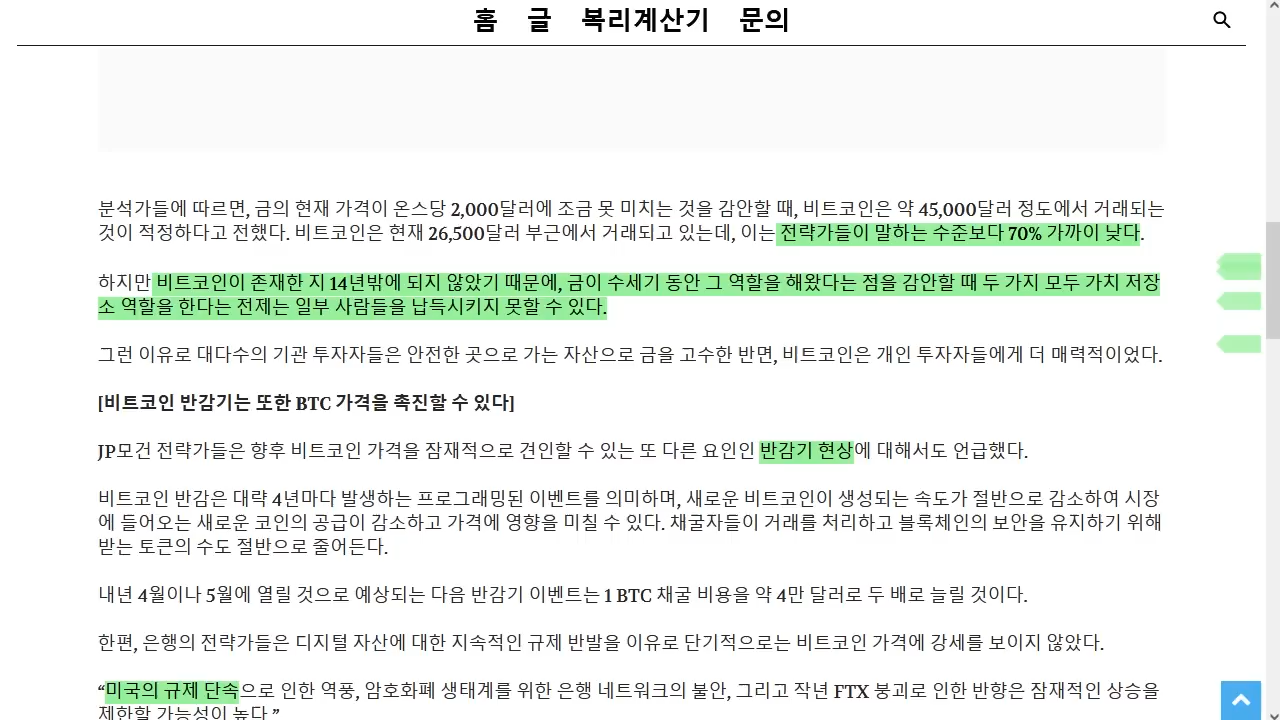 홈 글 복리계산기 문의
분석가들에 따르면, 금의 현재 가격이 온스당 2,000달러에 조금 못 미치는 것을 감안할 때, 비트코인은 약 45,000달러 정도에서 거래되는
것이 적정하다고 전했다. 비트코인은 현재 26,500달러 부근에서 거래되고 있는데, 이는 전략가들이 말하는 수준보다 70% 가까이 낮다.
하지만 비트코인이 존재한 지 14년밖에 되지 않았기 때문에, 금이 수세기 동안 그 역할을 해왔다는 점을 감안할 때 두 가지 모두 가치 저장
소 역할을 한다는 전제는 일부 사람들을 납득시키지 못할 수 있다.
그런 이유로 대다수의 기관 투자자들은 안전한 곳으로 가는 자산으로 금을 고수한 반면, 비트코인은 개인 투자자들에게 더 매력적이었다.
[비트코인 반감기는 또한 BTC 가격을 촉진할 수 있다]
JP모건 전략가들은 향후 비트코인 가격을 잠재적으로 견인할 수 있는 또 다른 요인인 반감기 현상에 대해서도 언급했다.
비트코인 반감은 대략 4년마다 발생하는 프로그래밍된 이벤트를 의미하며, 새로운 비트코인이 생성되는 속도가 절반으로 감소하여 시장
에 들어오는 새로운 코인의 공급이 감소하고 가격에 영향을 미칠 수 있다. 채굴자들이 거래를 처리하고 블록체인의 보안을 유지하기 위해
받는 토큰의 수도 절반으로 줄어든다.
내년 4월이나 5월에 열릴 것으로 예상되는 다음 반감기 이벤트는 1 BTC 채굴 비용을 약 4만 달러로 두 배로 늘릴 것이다.
한편, 은행의 전략가들은 디지털 자산에 대한 지속적인 규제 반발을 이유로 단기적으로는 비트코인 가격에 강세를 보이지 않았다.
“미국의 규제 단속으로 인한 역풍, 암호화폐 생태계를 위한 은행 네트워크의 불안, 그리고 작년 FTX 붕괴로 인한 반향은 잠재적인 상승을
제한할 가능성이 높다.”